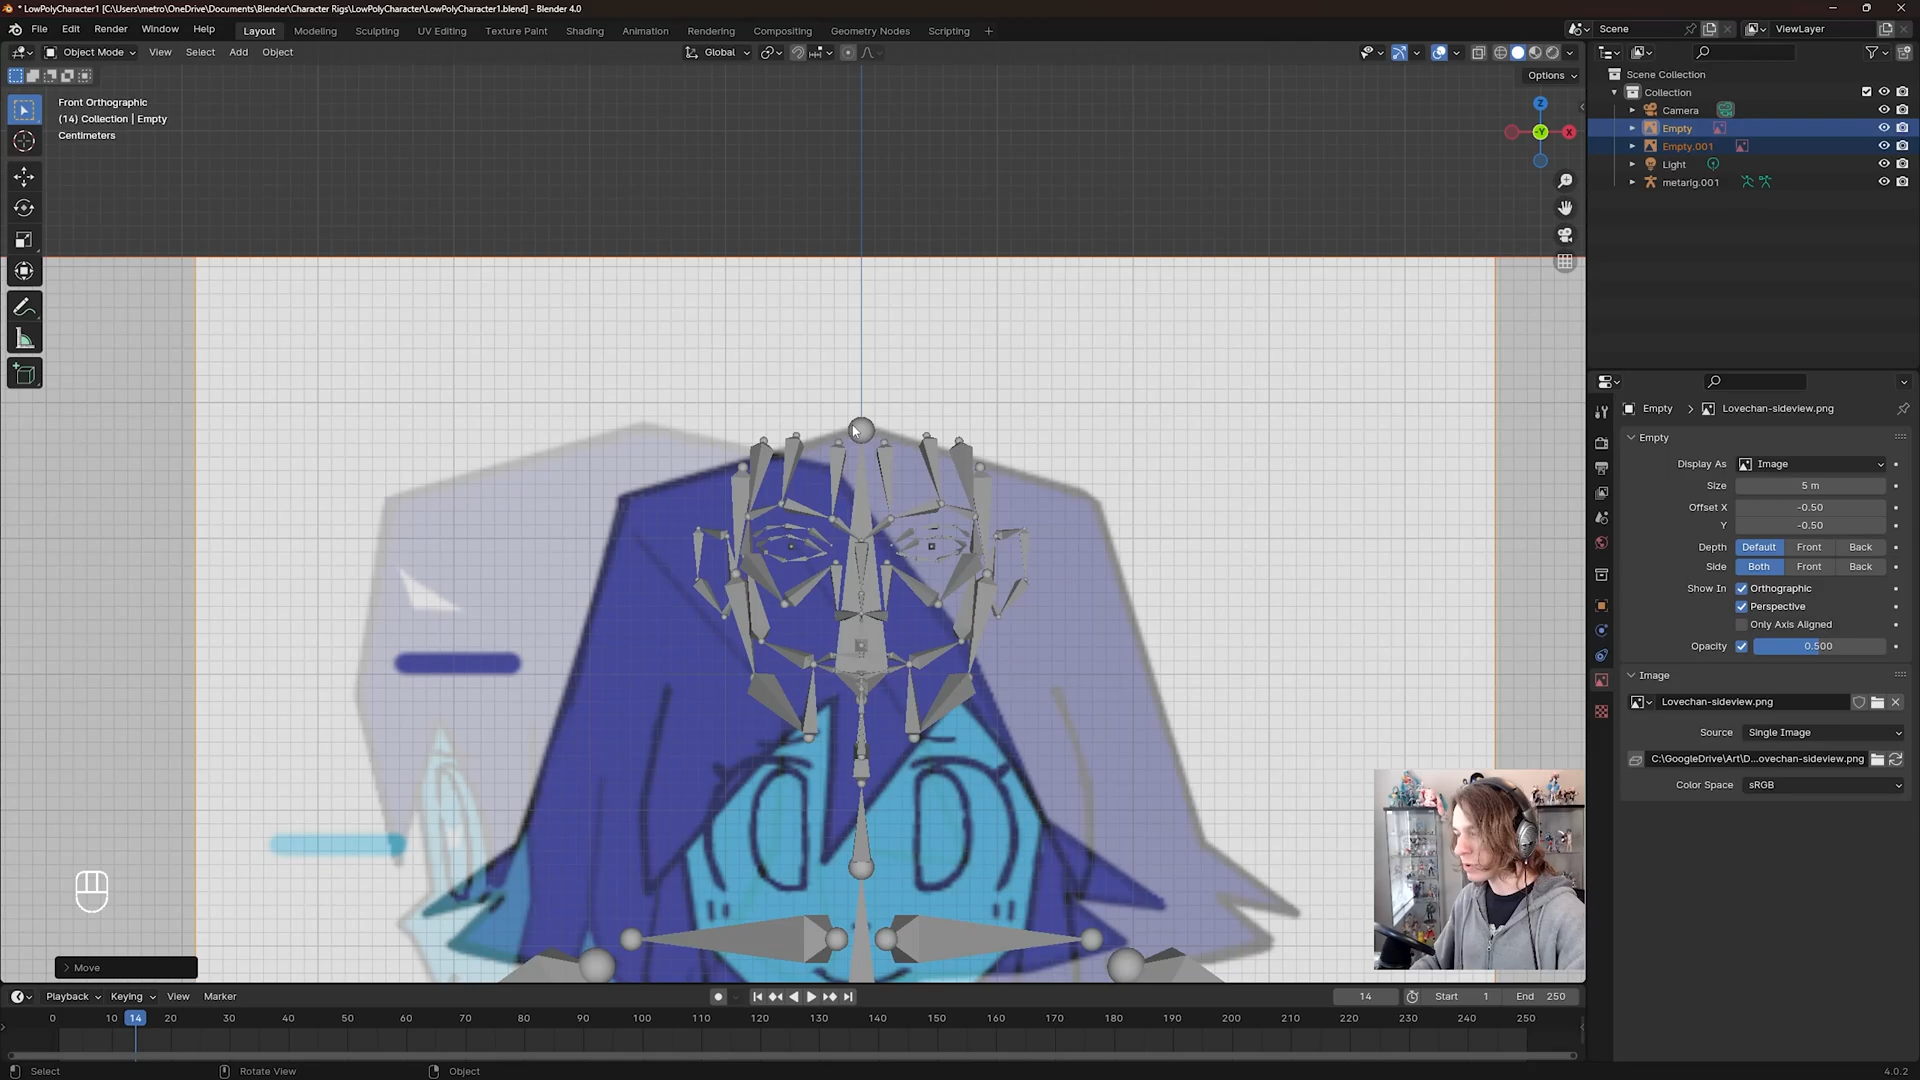 * LowPolyCharacter1 [C:\Users\metro\OneDrive\Documents\Blender\Character Rigs\LowPolyCharacter\LowPolyCharacter1.blend] - Blender 4.0
File Edit Render Window Help Layout Modeling Sculpting UV Editing Texture Paint Shading Animation Rendering Compositing Geometry Nodes Scripting + Scene ViewLayer
Object Mode View Select Add Object Global
Options
Front Orthographic
(14) Collection | Empty
Centimeters
Z
-Y
X
Scene Collection
Collection
Camera
Empty
Empty.001
Light
metarig.001
Empty Lovechan-sideview.png
Empty
Display As Image
Size 5 m
Offset X -0.50
Y -0.50
Depth Default Front Back
Side Both Front Back
Show In Orthographic
Perspective
Only Axis Aligned
Opacity 0.500
Image
Lovechan-sideview.png
Source Single Image
C:\GoogleDrive\Art\D...ovechan-sideview.png
Color Space sRGB
Move
Playback Keying View Marker 14 Start 1 End 250
0 10 14 20 30 40 50 60 70 80 90 100 110 120 130 140 150 160 170 180 190 200 210 220 230 240 250
Select Rotate View Object 4.0.2